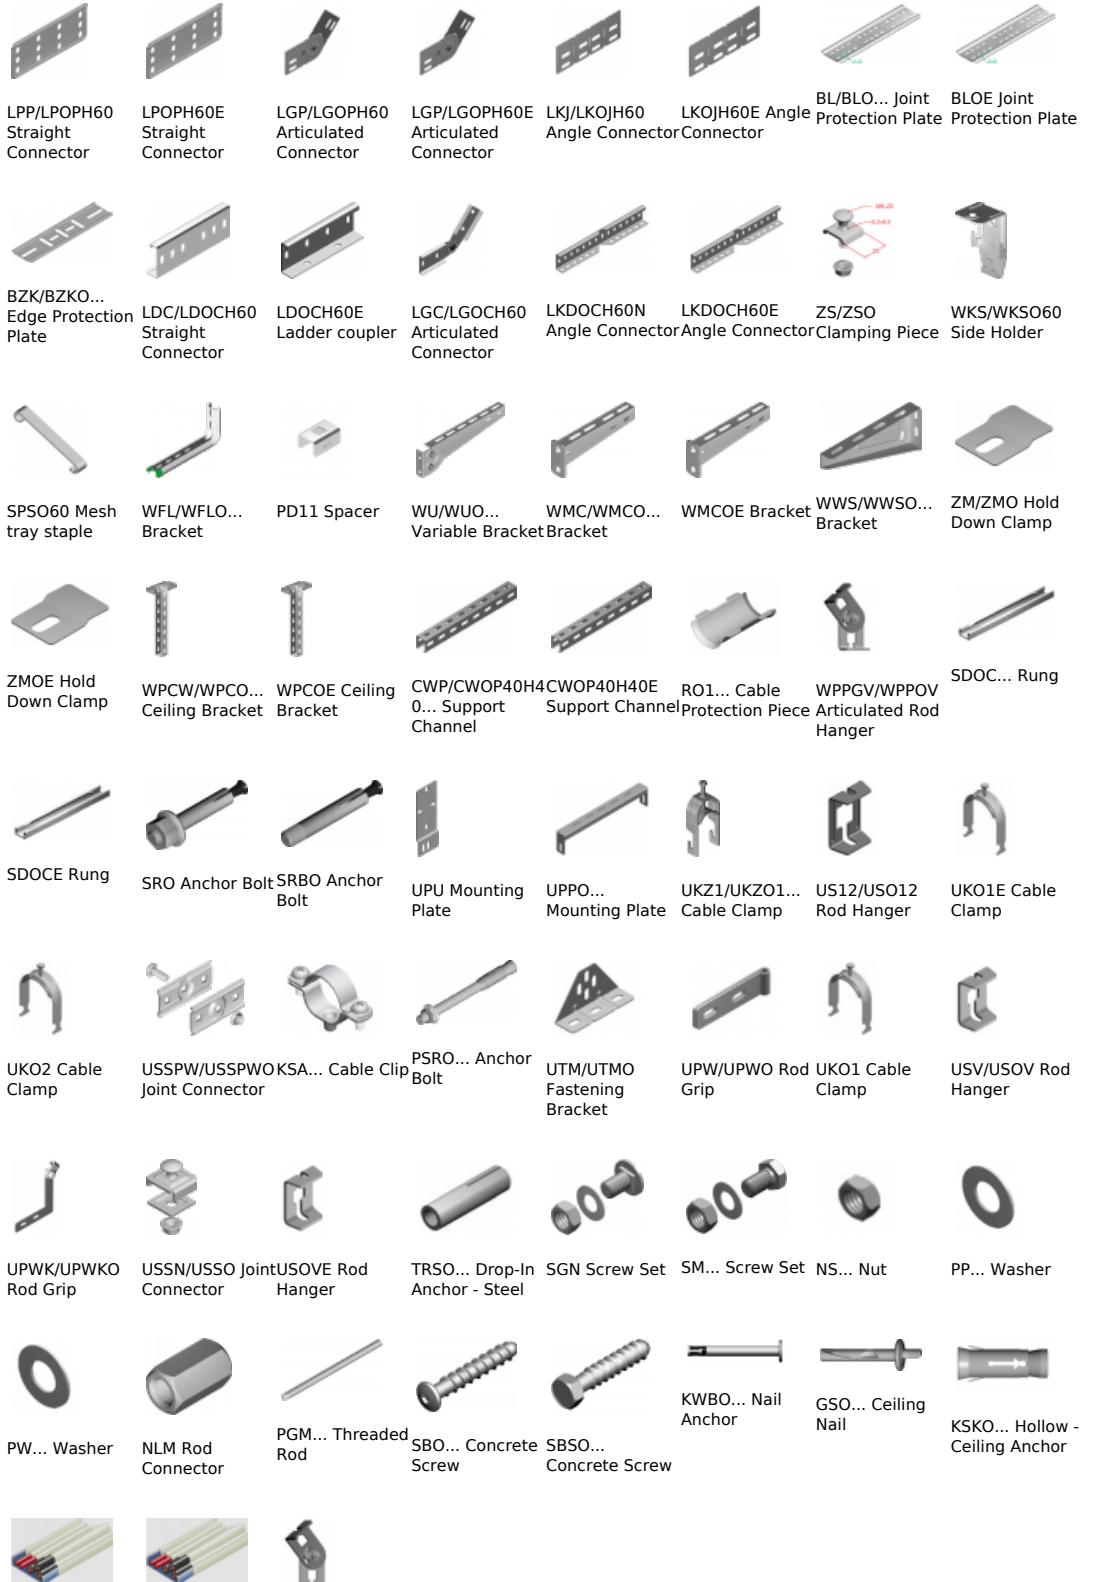 LPP/LPOPH60
Straight
Connector
LPOPH60E
Straight
Connector
LGP/LGOPH60
Articulated
Connector
LGP/LGOPH60E
Articulated
Connector
LKJ/LKOJH60
Angle Connector
LKOJH60E Angle
Connector
BL/BLO... Joint
Protection Plate
BLOE Joint
Protection Plate
BZK/BZKO...
Edge Protection
Plate
LDC/LDOCH60
Straight
Connector
LDOCH60E
Ladder coupler
LGC/LGOCH60
Articulated
Connector
LKDOCH60N
Angle Connector
LKDOCH60E
Angle Connector
ZS/ZSO
Clamping Piece
WKS/WKSO60
Side Holder
SPSO60 Mesh
tray staple
WFL/WFLO...
Bracket
PD11 Spacer
WU/WUO...
Variable Bracket
WMC/WMCO...
Bracket
WMCOE Bracket
WWS/WWSO...
Bracket
ZM/ZMO Hold
Down Clamp
ZMOE Hold
Down Clamp
WPCW/WPCO...
Ceiling Bracket
WPCOE Ceiling
Bracket
CWP/CWOP40H4
0... Support
Channel
CWOP40H40E
Support Channel
RO1... Cable
Protection Piece
WPPGV/WPPOV
Articulated Rod
Hanger
SDOC... Rung
SDOCE Rung
SRO Anchor Bolt
SRBO Anchor
Bolt
UPU Mounting
Plate
UPPO...
Mounting Plate
UKZ1/UKZO1...
Cable Clamp
US12/USO12
Rod Hanger
UKO1E Cable
Clamp
UKO2 Cable
Clamp
USSPW/USSPWO
Joint Connector
KSA... Cable Clip
PSRO... Anchor
Bolt
UTM/UTMO
Fastening
Bracket
UPW/UPWO Rod
Grip
UKO1 Cable
Clamp
USV/USOV Rod
Hanger
UPWK/UPWKO
Rod Grip
USSN/USSO Joint
Connector
USOVE Rod
Hanger
TRSO... Drop-In
Anchor - Steel
SGN Screw Set
SM... Screw Set
NS... Nut
PP... Washer
PW... Washer
NLM Rod
Connector
PGM... Threaded
Rod
SBO... Concrete
Screw
SBSO...
Concrete Screw
KWBO... Nail
Anchor
GSO... Ceiling
Nail
KSKO... Hollow -
Ceiling Anchor